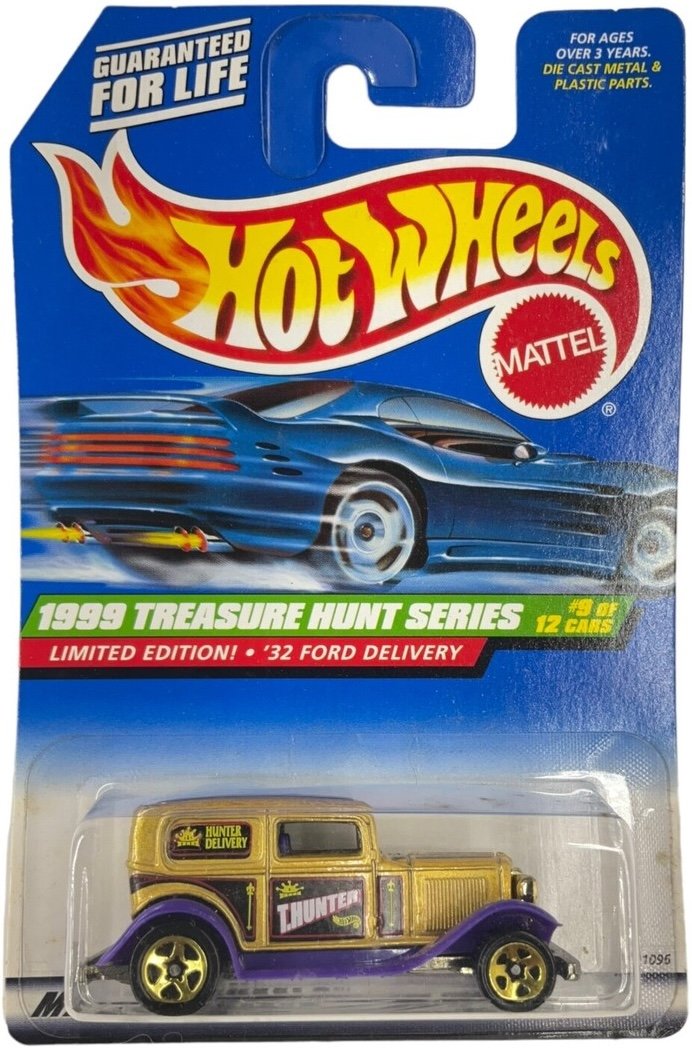 GUARANTEED
FOR LIFE
FOR AGES
OVER 3 YEARS.
DIE CAST METAL &
PLASTIC PARTS.
HOT WHEELS
MATTEL
®
1999 TREASURE HUNT SERIES
#9 OF
12 CARS
LIMITED EDITION! • '32 FORD DELIVERY
HUNTER
DELIVERY
T.HUNTER
1096